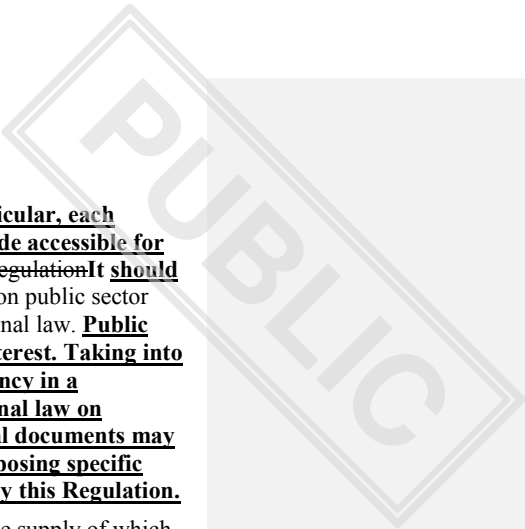 icular, each
de accessible for
egulationIt should
on public sector
nal law. Public
terest. Taking into
ncy in a
nal law on
l documents may
posing specific
y this Regulation.
e supply of which
PUBLIC